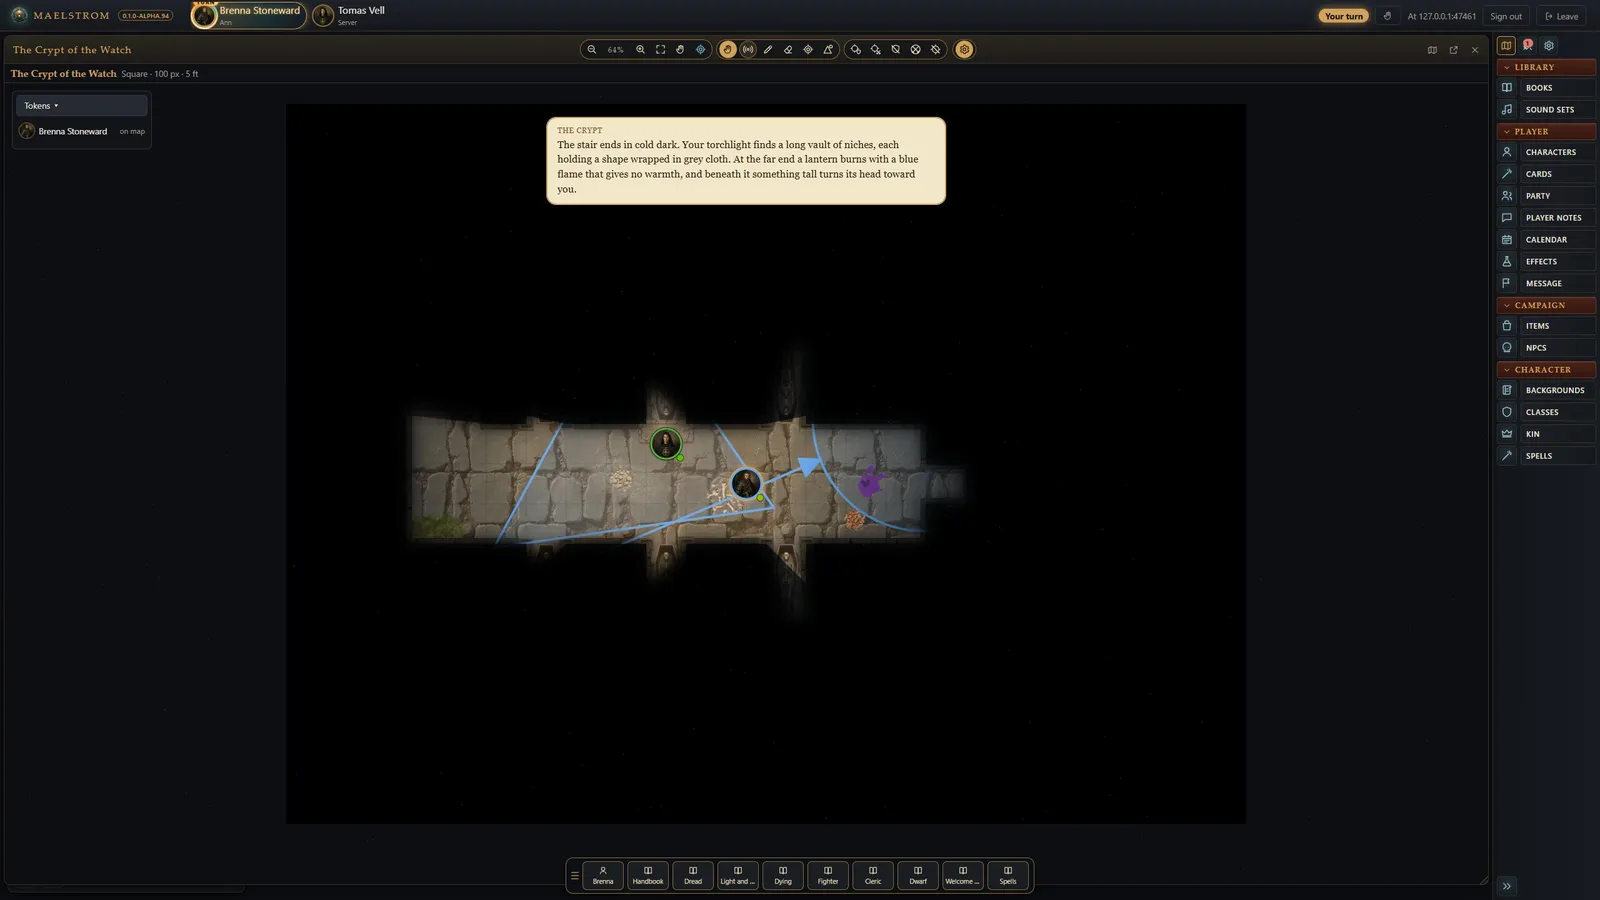 MAELSTROM
0.1.0-ALPHA.94
Brenna Stoneward
Ann
Tomas Vell
Server
Your turn
At 127.0.0.1:47461
Sign out
Leave
The Crypt of the Watch
64%
The Crypt of the Watch Square · 100 px · 5 ft
Tokens
Brenna Stoneward on map
THE CRYPT
The stair ends in cold dark. Your torchlight finds a long vault of niches, each
holding a shape wrapped in grey cloth. At the far end a lantern burns with a blue
flame that gives no warmth, and beneath it something tall turns its head toward
you.
LIBRARY
BOOKS
SOUND SETS
PLAYER
CHARACTERS
CARDS
PARTY
PLAYER NOTES
CALENDAR
EFFECTS
MESSAGE
CAMPAIGN
ITEMS
NPCS
CHARACTER
BACKGROUNDS
CLASSES
KIN
SPELLS
Brenna
Handbook
Dread
Light and ...
Dying
Fighter
Cleric
Dwarf
Welcome ...
Spells